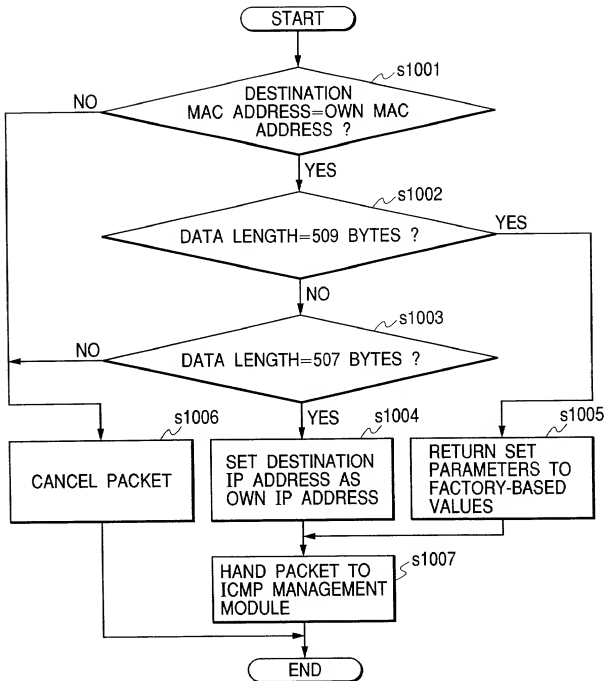 START
s1001
NO
DESTINATION
MAC ADDRESS=OWN MAC
ADDRESS ?
YES
s1002
DATA LENGTH=509 BYTES ?
YES
NO
s1003
NO
DATA LENGTH=507 BYTES ?
YES
s1006
CANCEL PACKET
s1004
SET DESTINATION
IP ADDRESS AS
OWN IP ADDRESS
s1005
RETURN SET
PARAMETERS TO
FACTORY-BASED
VALUES
s1007
HAND PACKET TO
ICMP MANAGEMENT
MODULE
END